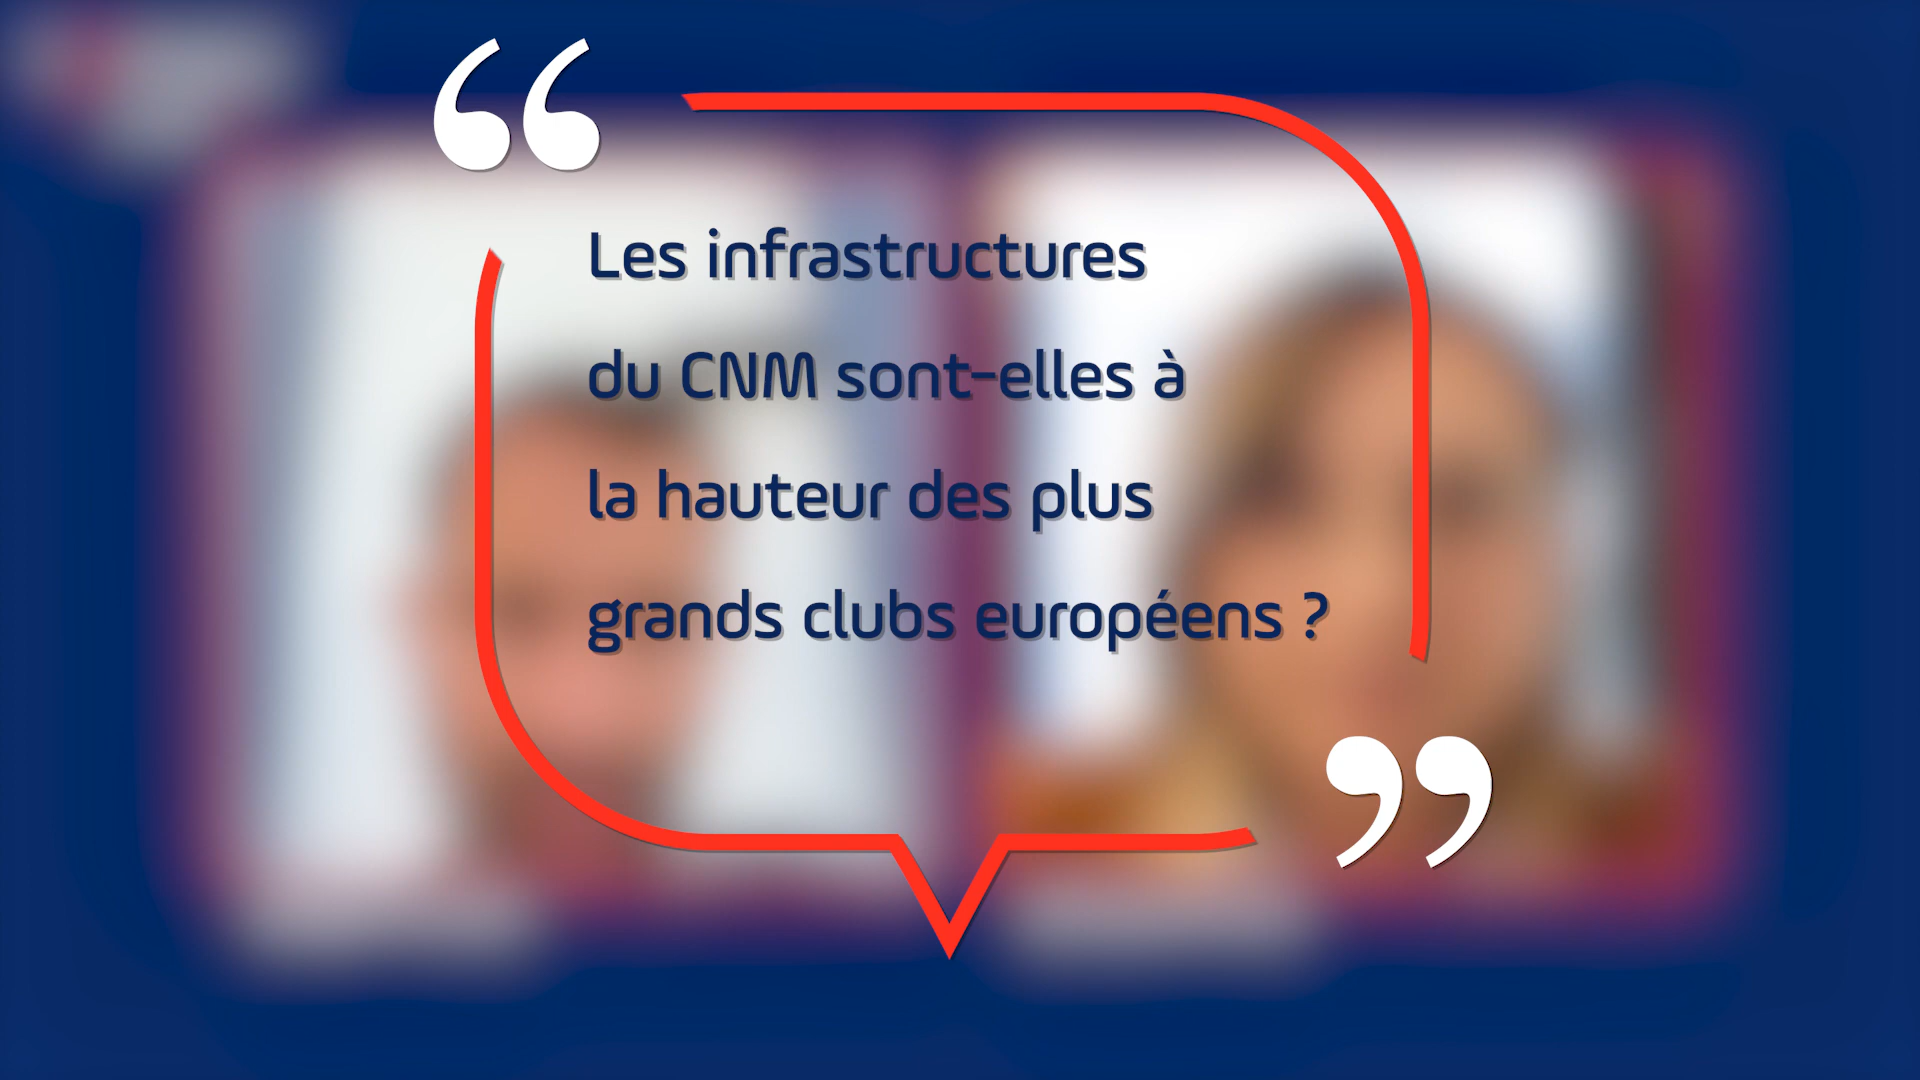 Les infrastructures
du CNM sont-elles à
la hauteur des plus
grands clubs européens ?